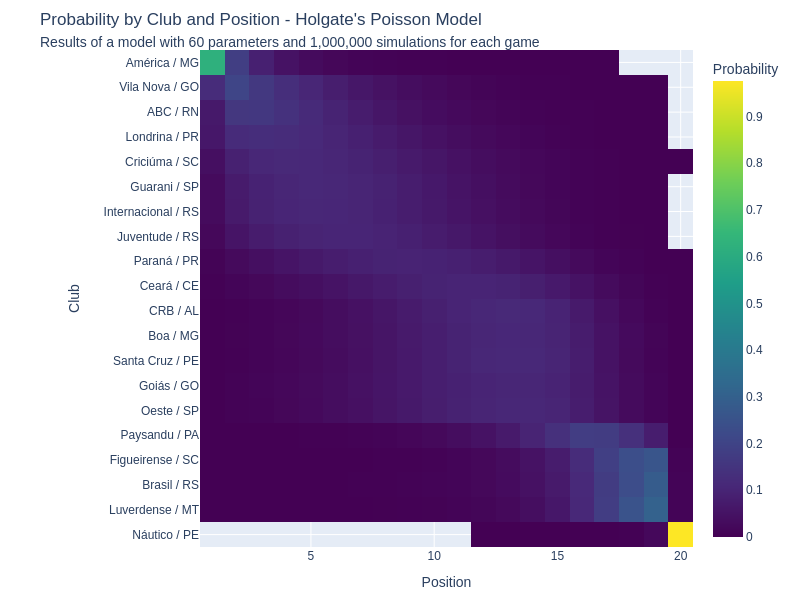 Probability by Club and Position - Holgate's Poisson Model
Results of a model with 60 parameters and 1,000,000 simulations for each game
Probability
América / MG
Vila Nova / GO
ABC / RN
Londrina / PR
Criciúma / SC
Guarani / SP
Internacional / RS
Juventude / RS
Paraná / PR
Ceará / CE
CRB / AL
Boa / MG
Santa Cruz / PE
Goiás / GO
Oeste / SP
Paysandu / PA
Figueirense / SC
Brasil / RS
Luverdense / MT
Náutico / PE
Club
5
10
15
20
Position
0.9
0.8
0.7
0.6
0.5
0.4
0.3
0.2
0.1
0